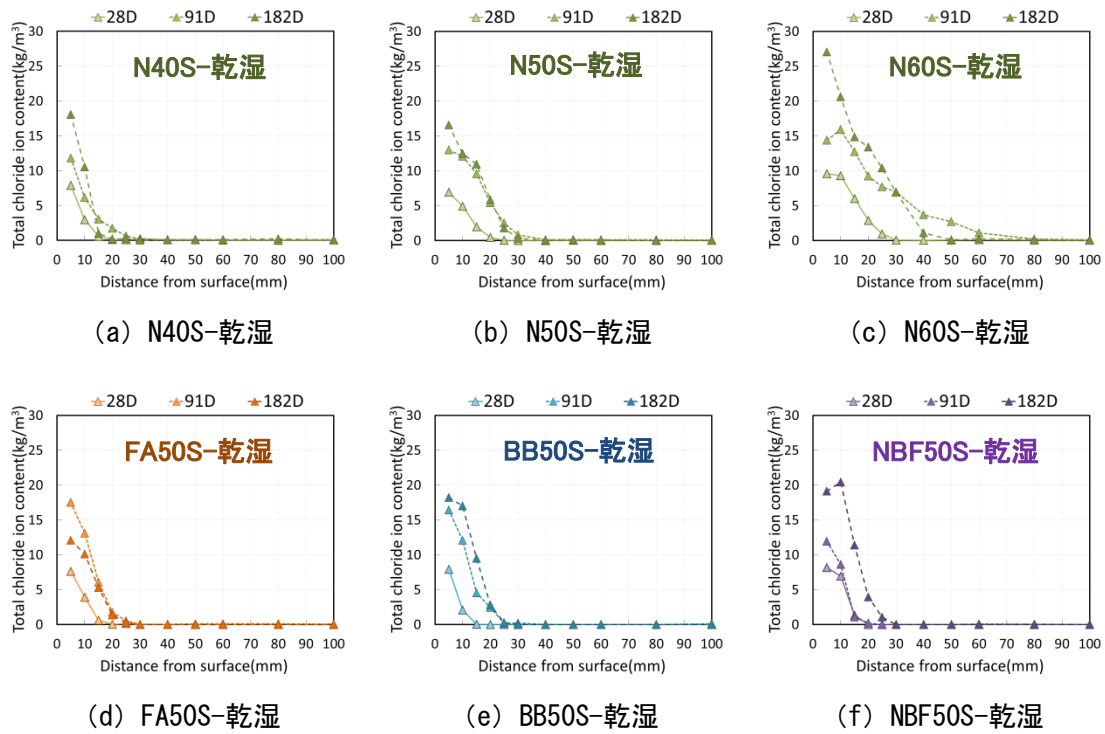 28D 91D 182D
Total chloride ion content(kg/m³)
30
25
20
15
10
5
0
N40S-乾湿
0 10 20 30 40 50 60 70 80 90 100
Distance from surface(mm)
(a) N40S-乾湿
28D 91D 182D
Total chloride ion content(kg/m³)
30
25
20
15
10
5
0
N50S-乾湿
0 10 20 30 40 50 60 70 80 90 100
Distance from surface(mm)
(b) N50S-乾湿
28D 91D 182D
Total chloride ion content(kg/m³)
30
25
20
15
10
5
0
N60S-乾湿
0 10 20 30 40 50 60 70 80 90 100
Distance from surface(mm)
(c) N60S-乾湿
28D 91D 182D
Total chloride ion content(kg/m³)
30
25
20
15
10
5
0
FA50S-乾湿
0 10 20 30 40 50 60 70 80 90 100
Distance from surface(mm)
(d) FA50S-乾湿
28D 91D 182D
Total chloride ion content(kg/m³)
30
25
20
15
10
5
0
BB50S-乾湿
0 10 20 30 40 50 60 70 80 90 100
Distance from surface(mm)
(e) BB50S-乾湿
28D 91D 182D
Total chloride ion content(kg/m³)
30
25
20
15
10
5
0
NBF50S-乾湿
0 10 20 30 40 50 60 70 80 90 100
Distance from surface(mm)
(f) NBF50S-乾湿